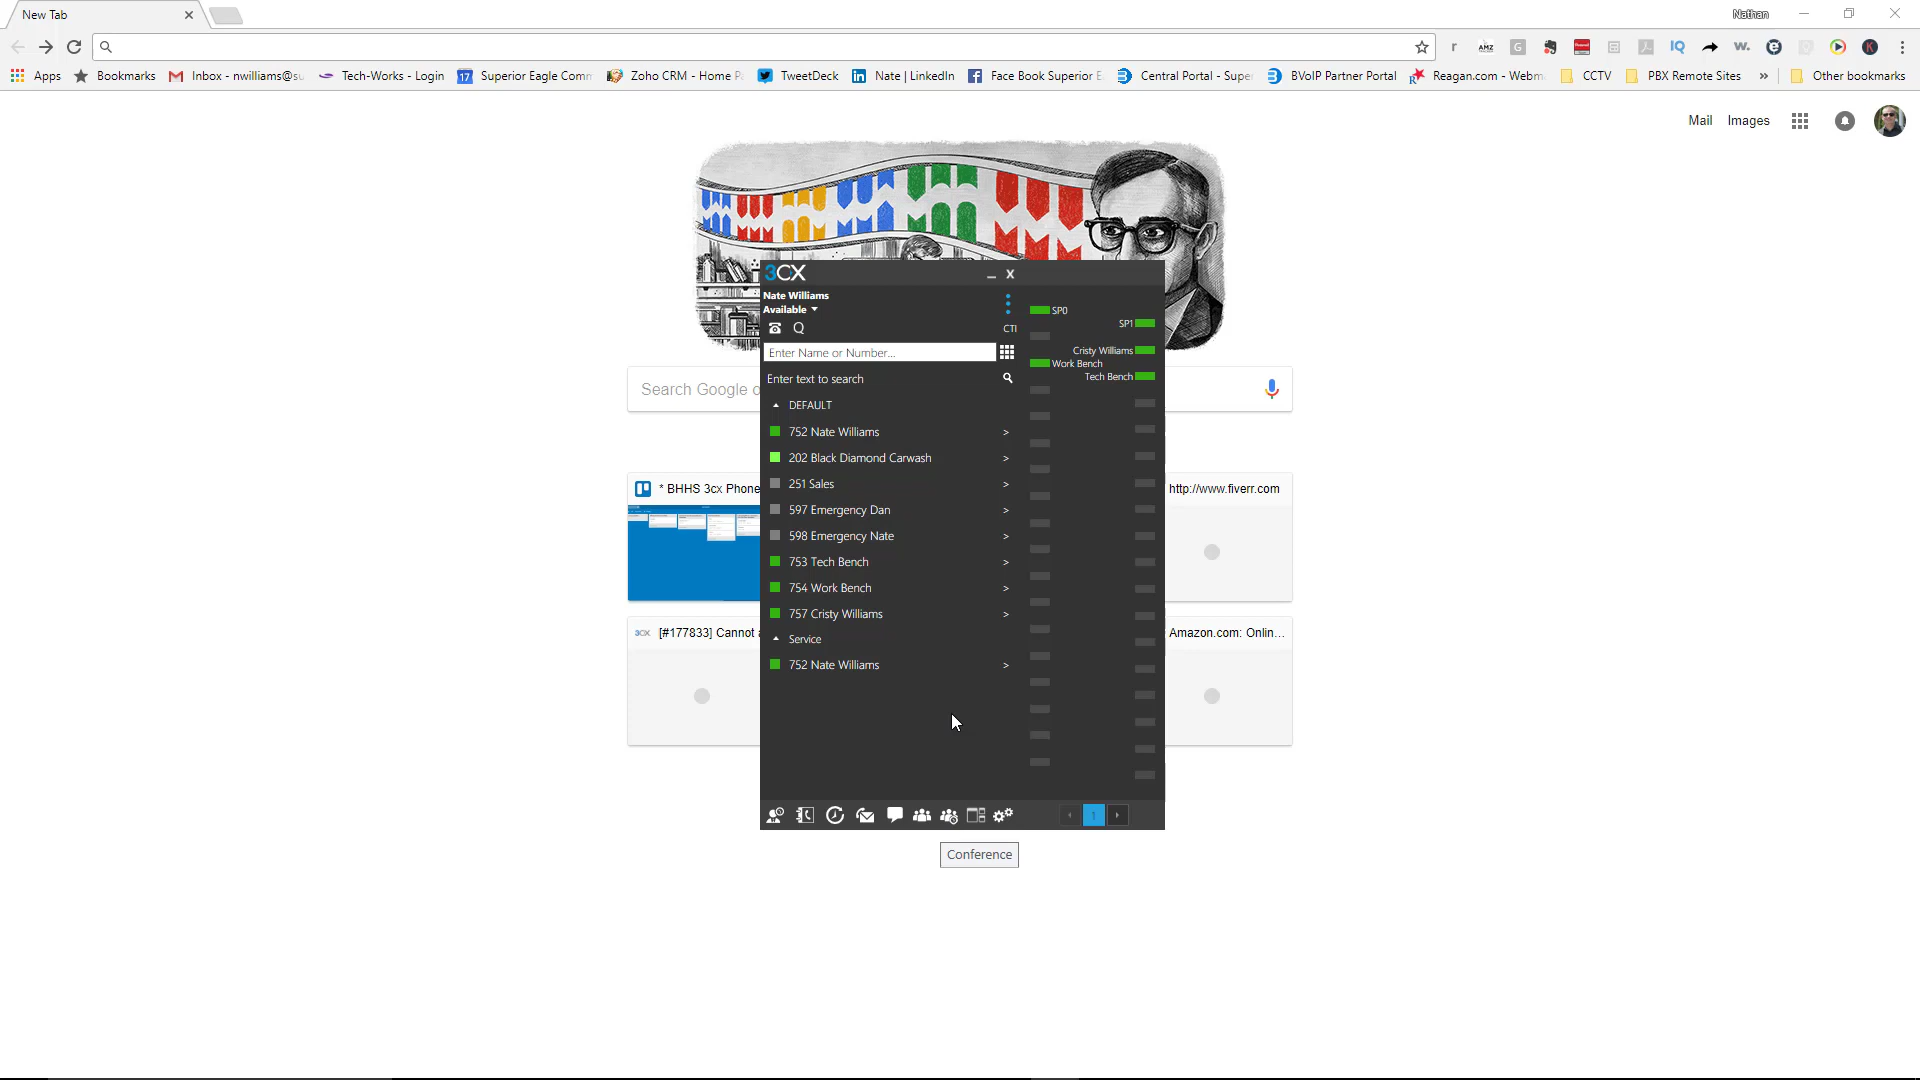 New Tab
Nathan
Apps
Bookmarks
Inbox - nwilliams@su
Tech-Works - Login
Superior Eagle Comm
Zoho CRM - Home P
TweetDeck
Nate | LinkedIn
Face Book Superior E
Central Portal - Supe
BVoIP Partner Portal
Reagan.com - Webm
CCTV
PBX Remote Sites
»
Other bookmarks
Mail
Images
3CX
Nate Williams
Available
CTI
Enter Name or Number...
Enter text to search
DEFAULT
752 Nate Williams >
202 Black Diamond Carwash >
251 Sales >
597 Emergency Dan >
598 Emergency Nate >
753 Tech Bench >
754 Work Bench >
757 Cristy Williams >
Service
752 Nate Williams >
SP0
SP1
Cristy Williams
Work Bench
Tech Bench
1
Search Google o
* BHHS 3cx Phone
http://www.fiverr.com
[#177833] Cannot a
Amazon.com: Onlin...
Conference